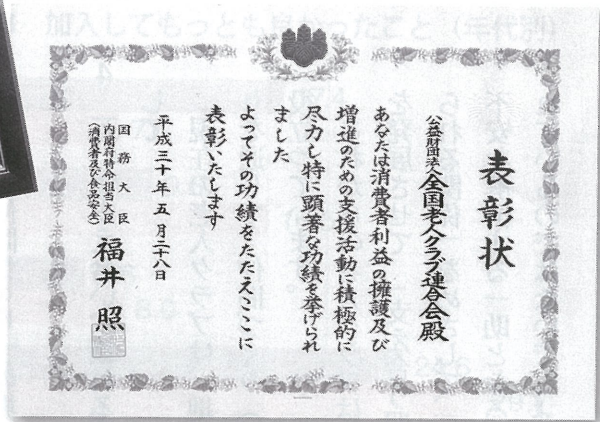 加入してもっとも良かったこと（年代別）
表彰状
公益財団法人 全国老人クラブ連合会殿
あなたは消費者利益の擁護及び
増進のための支援活動に積極的に
尽力し特に顕著な功績を挙げられ
ました
よってその功績をたたえここに
表彰いたします
平成三十年五月二十八日
国務大臣
内閣府特命担当大臣
（消費者及び食品安全）
福井照